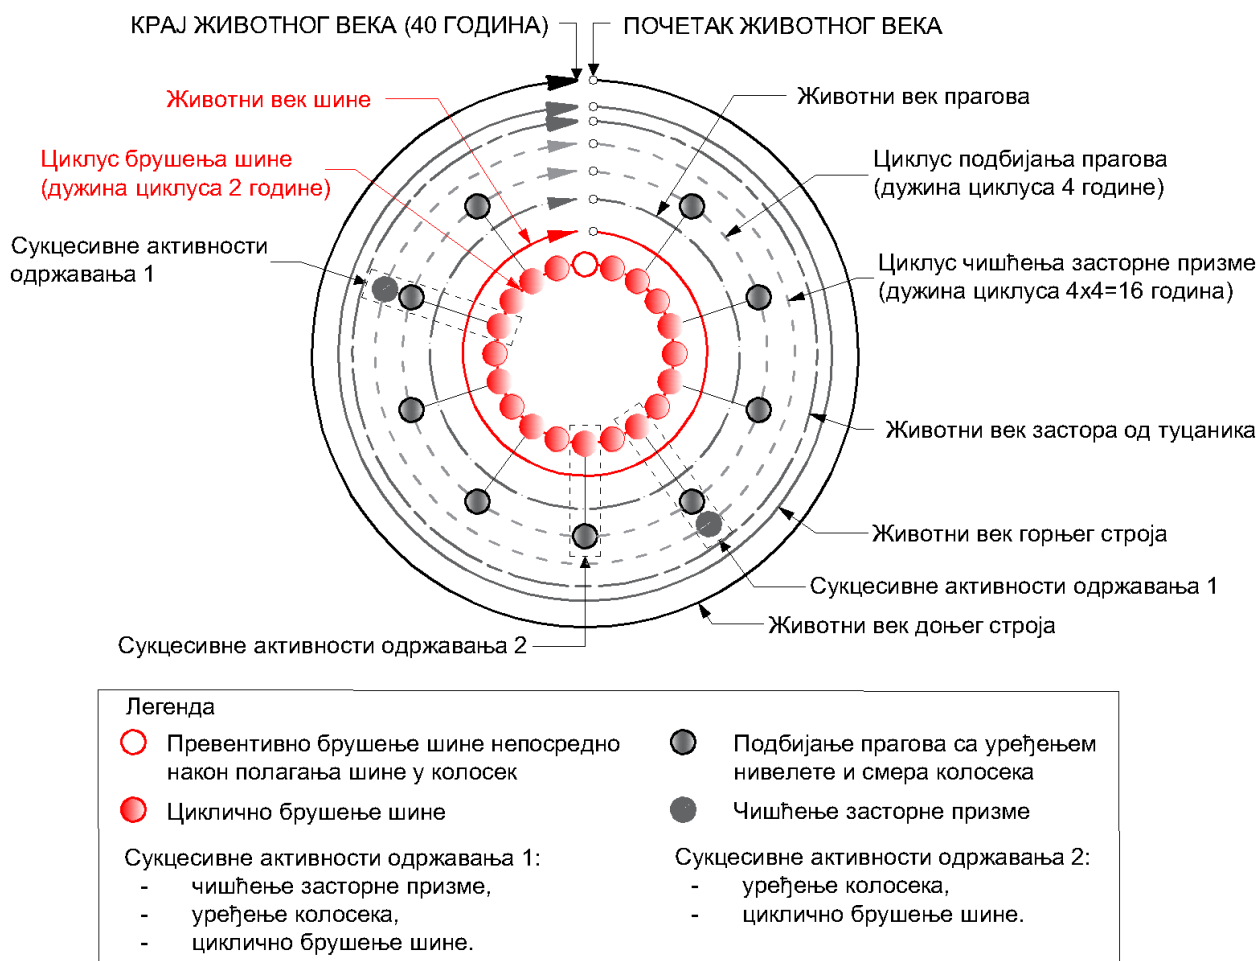 КРАЈ ЖИВОТНОГ ВЕКА (40 ГОДИНА)
ПОЧЕТАК ЖИВОТНОГ ВЕКА
Животни век шине
Животни век прагова
Циклус брушења шине
(дужина циклуса 2 године)
Циклус подбијања прагова
(дужина циклуса 4 године)
Сукцесивне активности
одржавања 1
Циклус чишћења засторне призме
(дужина циклуса 4x4=16 година)
Животни век застора од туцаника
Животни век горњег строја
Сукцесивне активности одржавања 1
Животни век доњег строја
Сукцесивне активности одржавања 2
Легенда
Превентивно брушење шине непосредно
након полагања шине у колосек
Циклично брушење шине
Подбијање прагова са уређењем
нивелете и смера колосека
Чишћење засторне призме
Сукцесивне активности одржавања 1:
- чишћење засторне призме,
- уређење колосека,
- циклично брушење шине.
Сукцесивне активности одржавања 2:
- уређење колосека,
- циклично брушење шине.